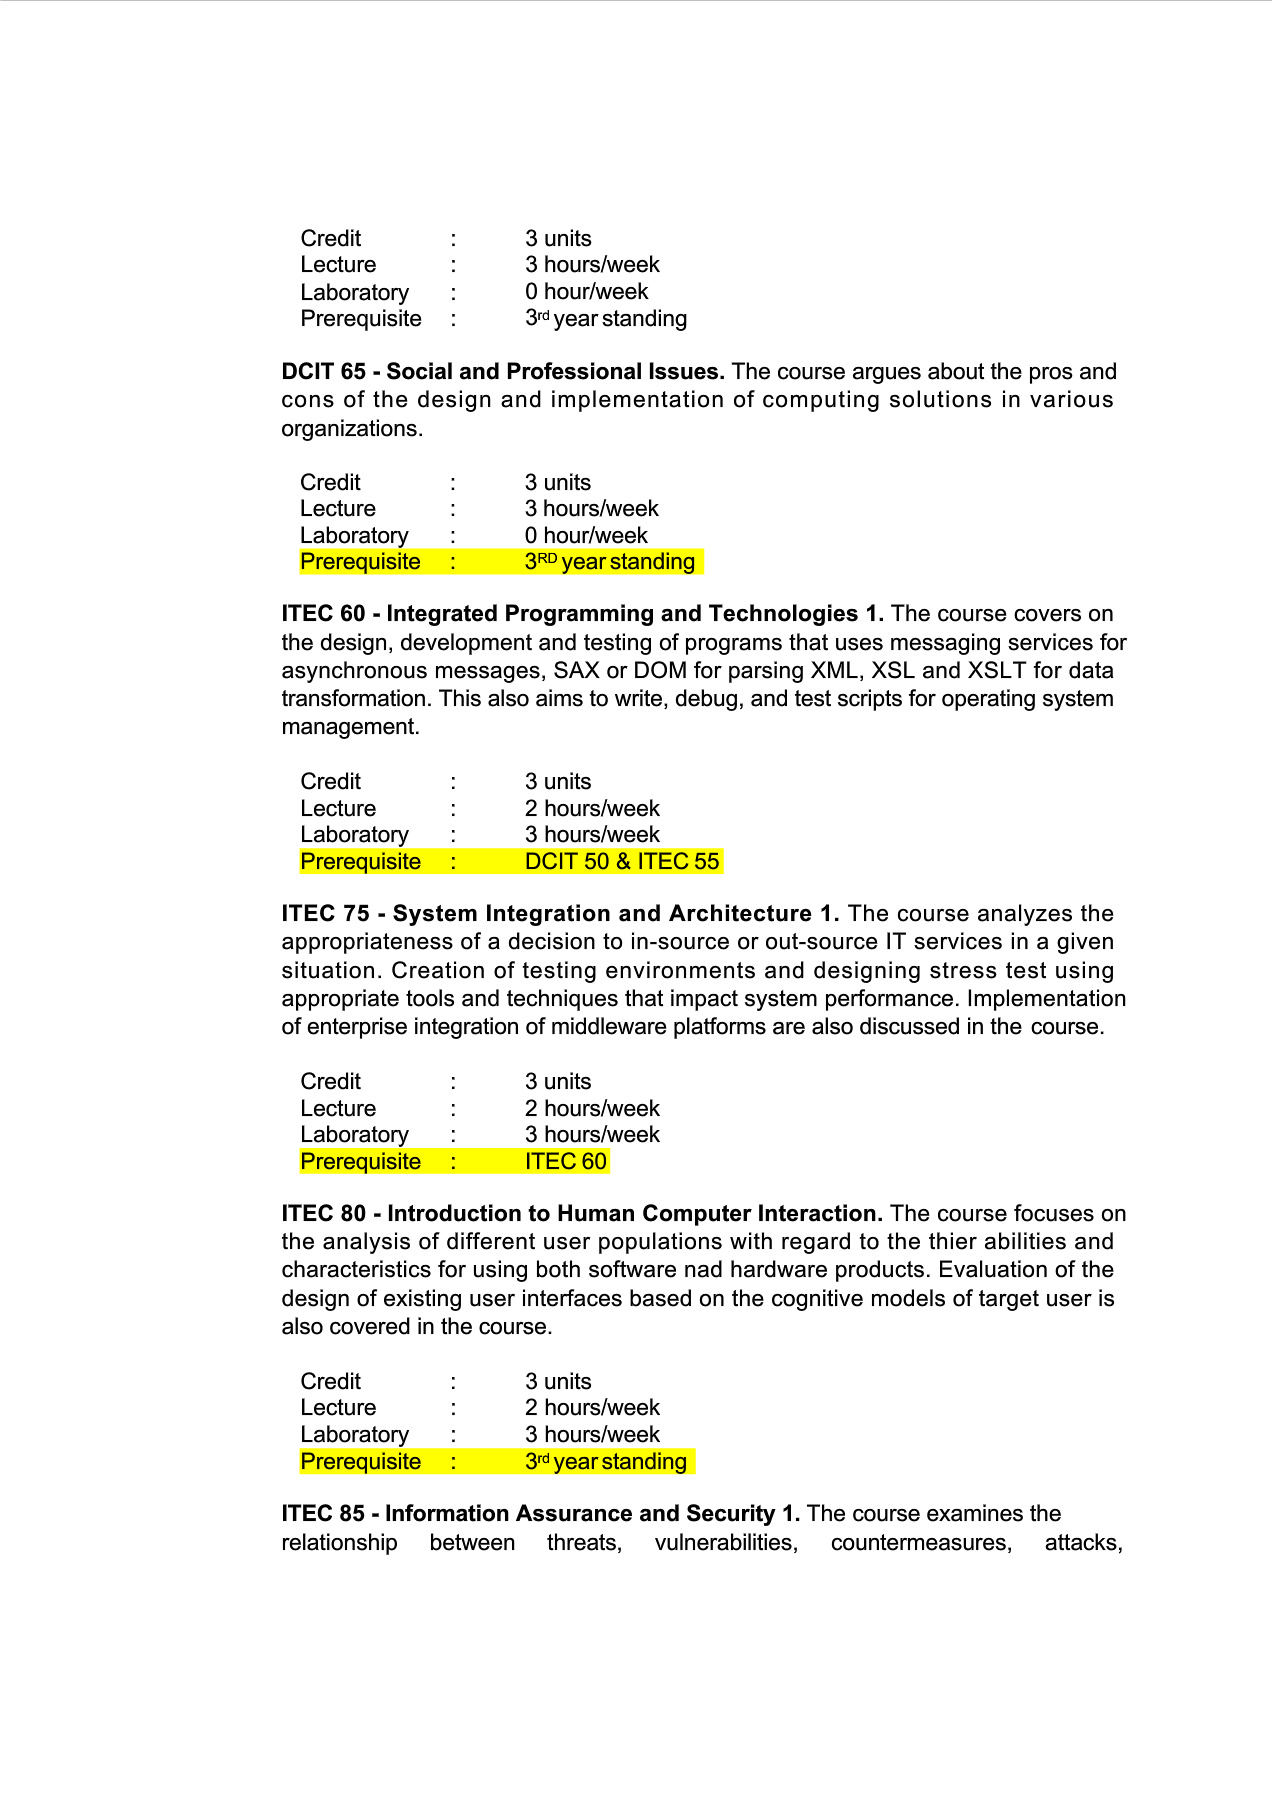 Credit : 3 units
Lecture : 3 hours/week
Laboratory : 0 hour/week
Prerequisite : 3rd year standing
DCIT 65 - Social and Professional Issues. The course argues about the pros and
cons of the design and implementation of computing solutions in various
organizations.
Credit : 3 units
Lecture : 3 hours/week
Laboratory : 0 hour/week
Prerequisite : 3RD year standing
ITEC 60 - Integrated Programming and Technologies 1. The course covers on
the design, development and testing of programs that uses messaging services for
asynchronous messages, SAX or DOM for parsing XML, XSL and XSLT for data
transformation. This also aims to write, debug, and test scripts for operating system
management.
Credit : 3 units
Lecture : 2 hours/week
Laboratory : 3 hours/week
Prerequisite : DCIT 50 & ITEC 55
ITEC 75 - System Integration and Architecture 1. The course analyzes the
appropriateness of a decision to in-source or out-source IT services in a given
situation. Creation of testing environments and designing stress test using
appropriate tools and techniques that impact system performance. Implementation
of enterprise integration of middleware platforms are also discussed in the course.
Credit : 3 units
Lecture : 2 hours/week
Laboratory : 3 hours/week
Prerequisite : ITEC 60
ITEC 80 - Introduction to Human Computer Interaction. The course focuses on
the analysis of different user populations with regard to the thier abilities and
characteristics for using both software nad hardware products. Evaluation of the
design of existing user interfaces based on the cognitive models of target user is
also covered in the course.
Credit : 3 units
Lecture : 2 hours/week
Laboratory : 3 hours/week
Prerequisite : 3rd year standing
ITEC 85 - Information Assurance and Security 1. The course examines the
relationship between threats, vulnerabilities, countermeasures, attacks,